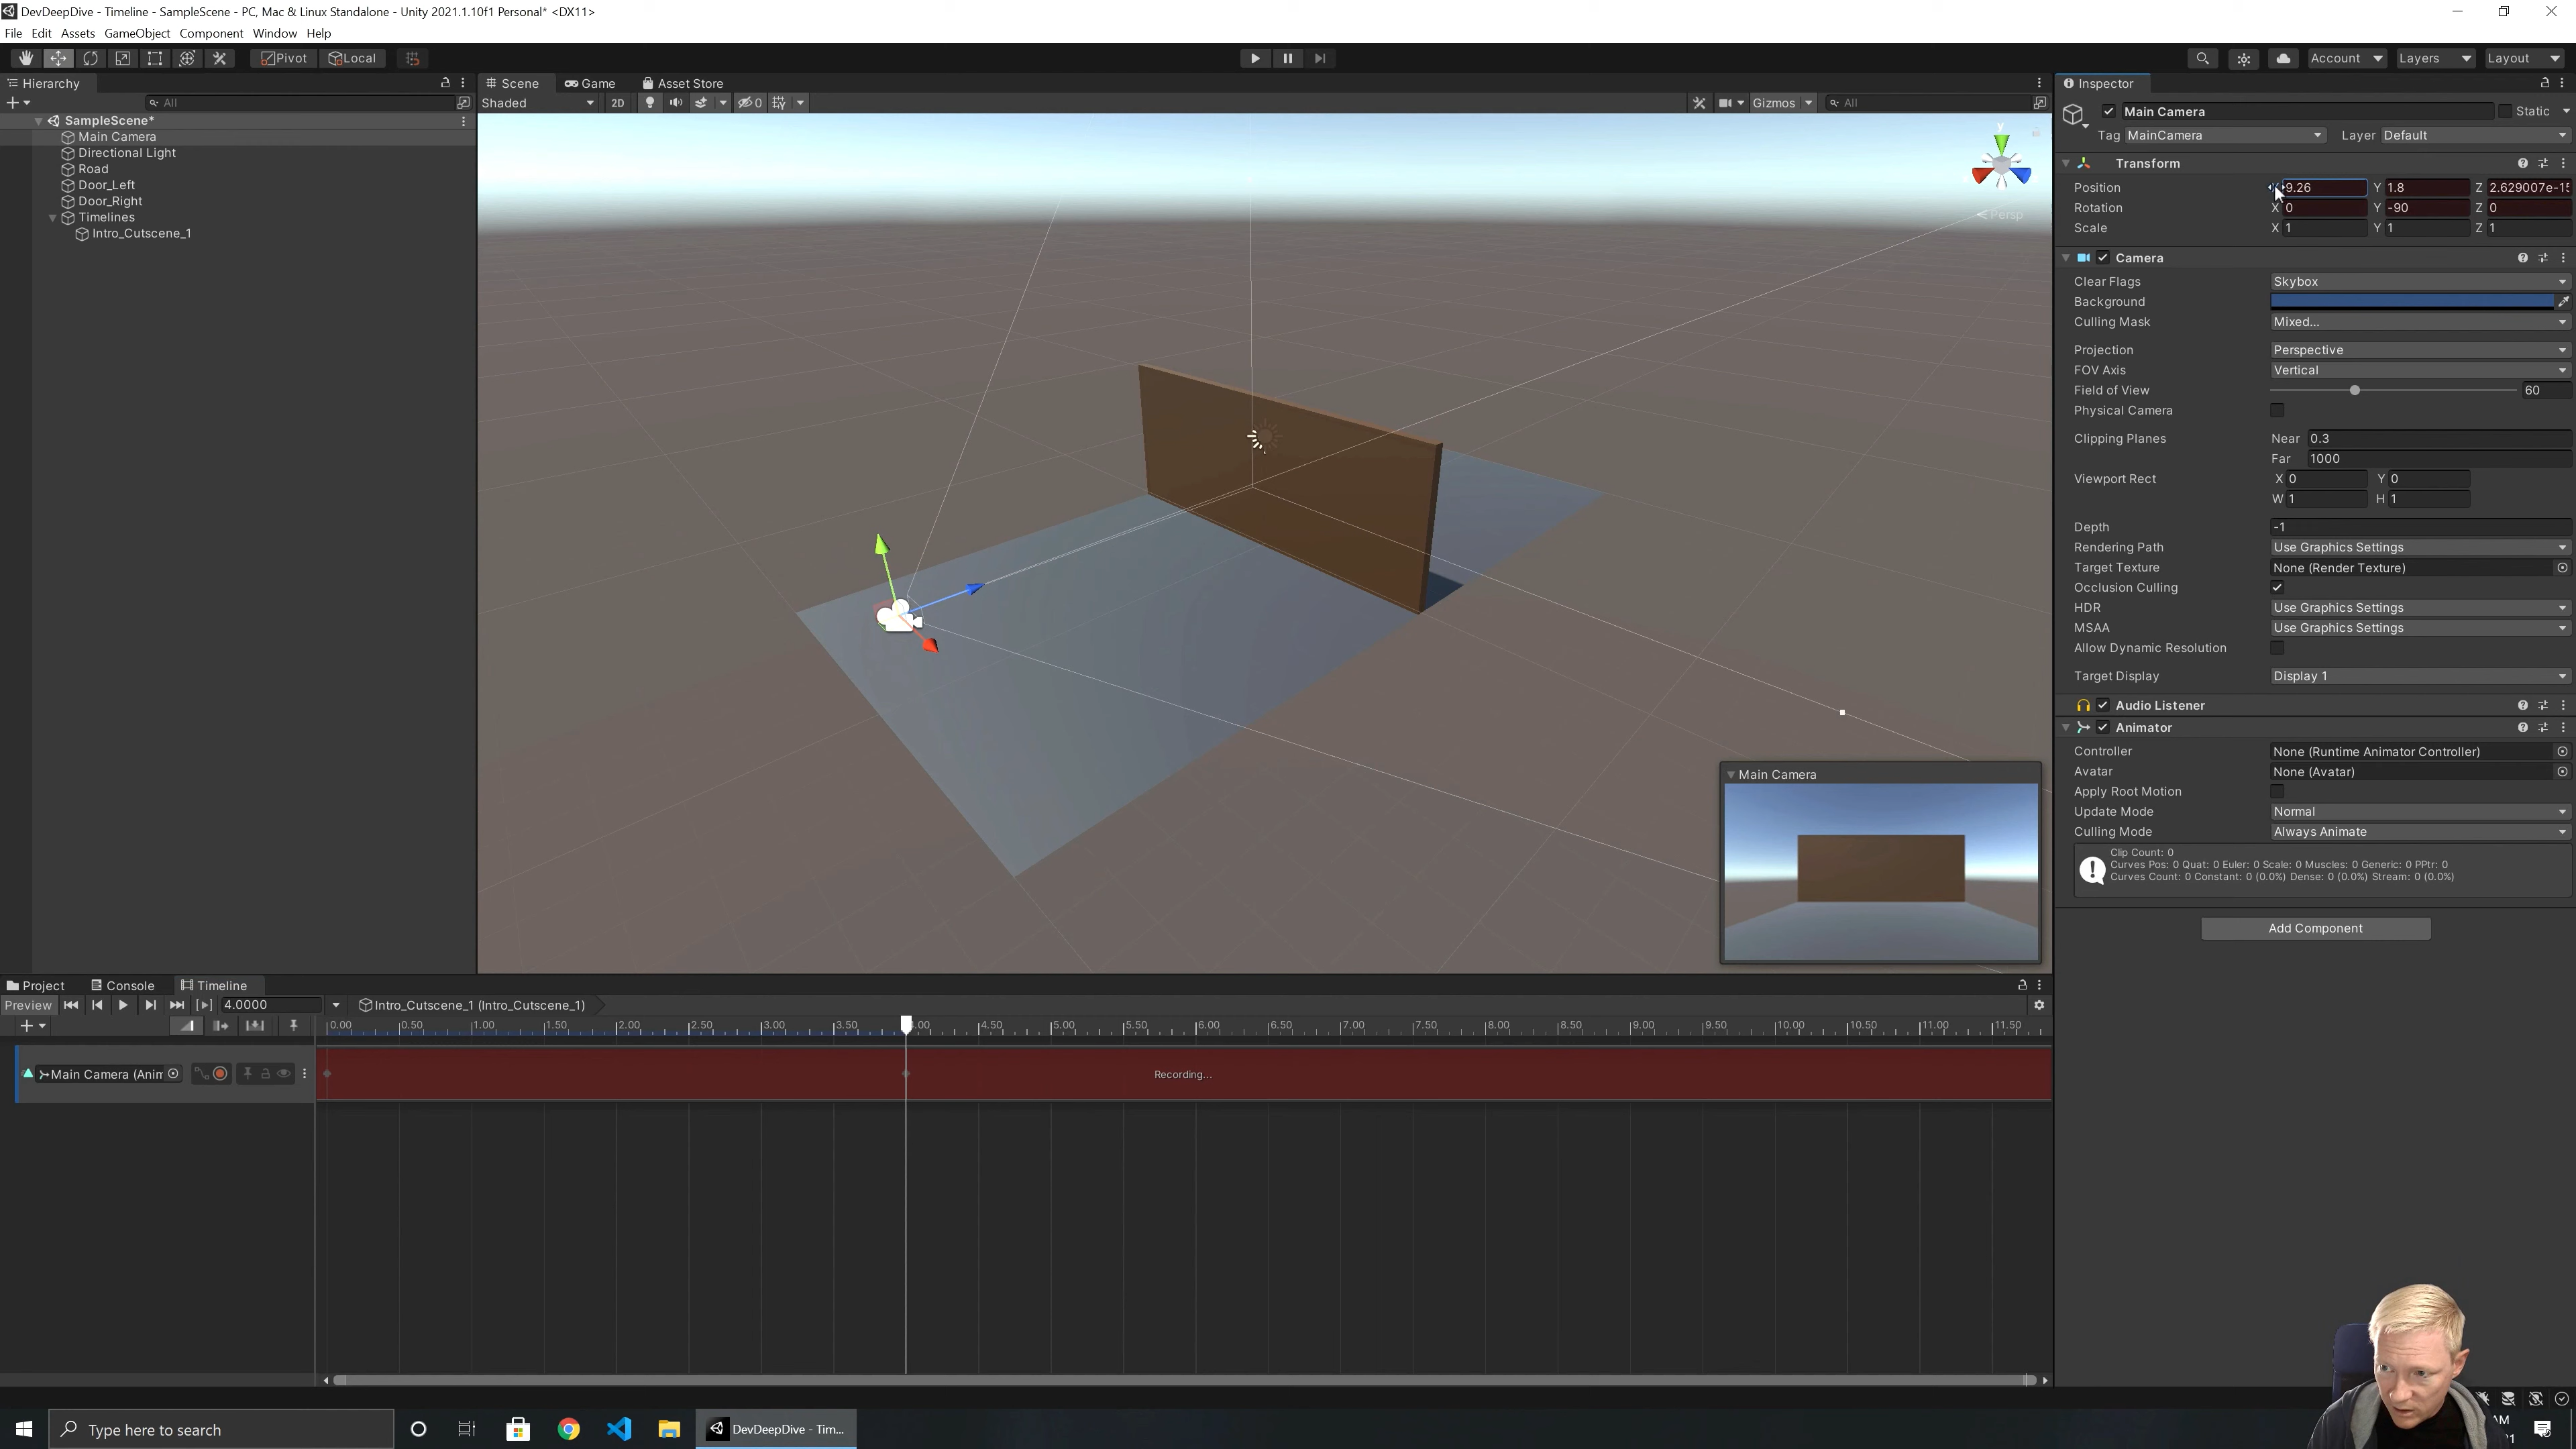 DevDeepDive - Timeline - SampleScene - PC, Mac & Linux Standalone - Unity 2021.1.10f1 Personal* <DX11>
File Edit Assets GameObject Component Window Help
Pivot Local Account Layers Layout
Hierarchy
All
SampleScene*
Main Camera
Directional Light
Road
Door_Left
Door_Right
Timelines
Intro_Cutscene_1
Scene Game Asset Store
Shaded 2D 0 Gizmos All
y
Persp
Main Camera
Inspector
Main Camera Static
Tag MainCamera Layer Default
Transform
Position 9.26 Y 1.8 Z 2.629007e-15
Rotation X 0 Y -90 Z 0
Scale X 1 Y 1 Z 1
Camera
Clear Flags Skybox
Background
Culling Mask Mixed...
Projection Perspective
FOV Axis Vertical
Field of View 60
Physical Camera
Clipping Planes Near 0.3
Far 1000
Viewport Rect X 0 Y 0
W 1 H 1
Depth -1
Rendering Path Use Graphics Settings
Target Texture None (Render Texture)
Occlusion Culling
HDR Use Graphics Settings
MSAA Use Graphics Settings
Allow Dynamic Resolution
Target Display Display 1
Audio Listener
Animator
Controller None (Runtime Animator Controller)
Avatar None (Avatar)
Apply Root Motion
Update Mode Normal
Culling Mode Always Animate
Clip Count: 0
Curves Pos: 0 Quat: 0 Euler: 0 Scale: 0 Muscles: 0 Generic: 0 PPtr: 0
Curves Count: 0 Constant: 0 (0.0%) Dense: 0 (0.0%) Stream: 0 (0.0%)
Add Component
Project Console Timeline
Preview 4.0000 Intro_Cutscene_1 (Intro_Cutscene_1)
0.00 0.50 1.00 1.50 2.00 2.50 3.00 3.50 4.50 5.00 5.50 6.00 6.50 7.00 7.50 8.00 8.50 9.00 9.50 10.00 10.50 11.00 11.50
Main Camera (Anim Recording...
Type here to search DevDeepDive - Tim...